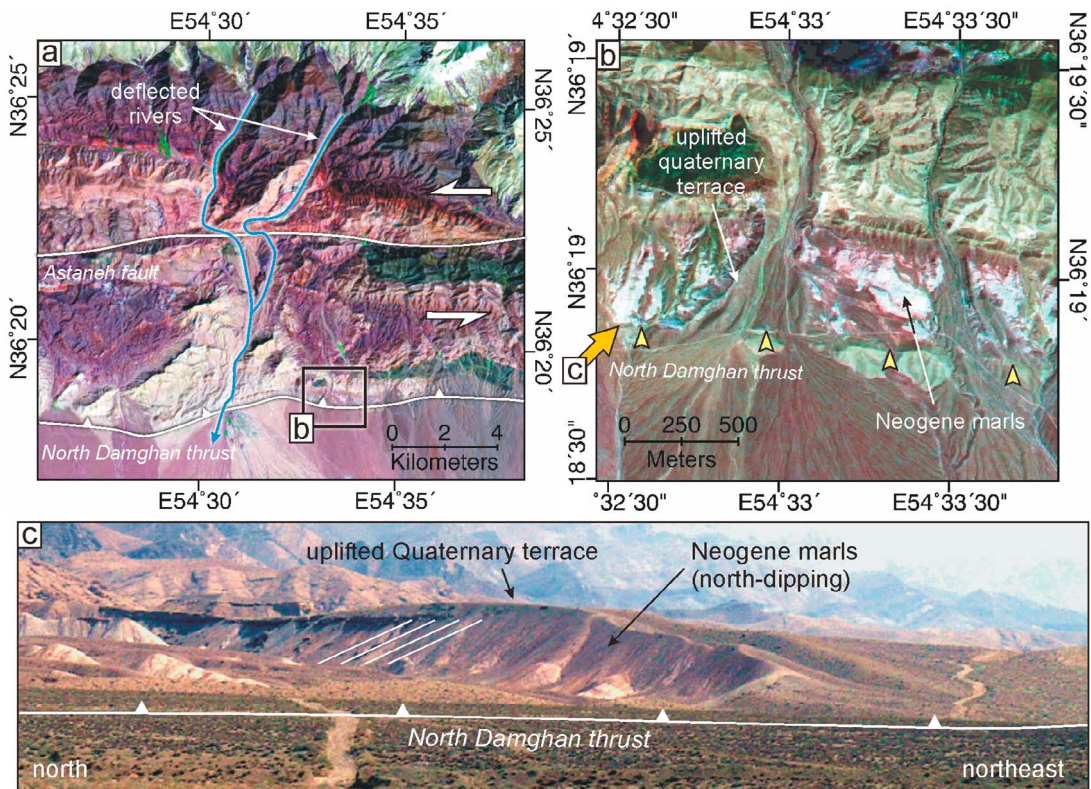 a
E54°30´
E54°35´
N36°25´
deflected
rivers
N36°25´
Astaneh fault
N36°20´
N36°20´
b
0 2 4
Kilometers
North Damghan thrust
E54°30´
E54°35´
b
4°32´30"
E54°33´
E54°33´30"
N36°19´
N36°19´30"
uplifted
quaternary
terrace
N36°19´
N36°19´
C
North Damghan thrust
0 250 500
Meters
Neogene marls
18´30"
°32´30"
E54°33´
E54°33´30"
c
uplifted Quaternary terrace
Neogene marls
(north-dipping)
North Damghan thrust
north
northeast